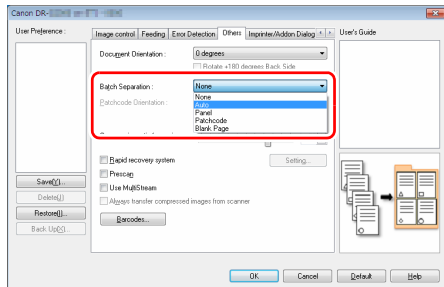 Canon DR-
User Preference :
Image control Feeding Error Detection Others Imprinter/Addon Dialog
User's Guide
Document Orientation : 0 degrees
Rotate +180 degrees Back Side
Batch Separation : None
None
Patchcode Orientation : Auto
Panel
Patchcode
Blank Page
Rapid recovery system Setting...
Prescan
Use MultiStream
Always transfer compressed images from scanner
Barcodes...
Save(Y)...
Delete(J)
Restore(I)...
Back Up(X)...
OK Cancel Default Help